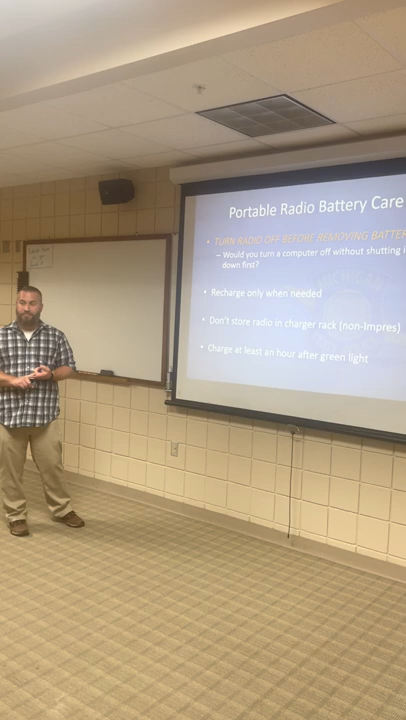 Portable Radio Battery Care
• TURN RADIO OFF BEFORE REMOVING BATTER
– Would you turn a computer off without shutting
down first?
• Recharge only when needed
• Don't store radio in charger rack (non-Impres)
• Charge at least an hour after green light